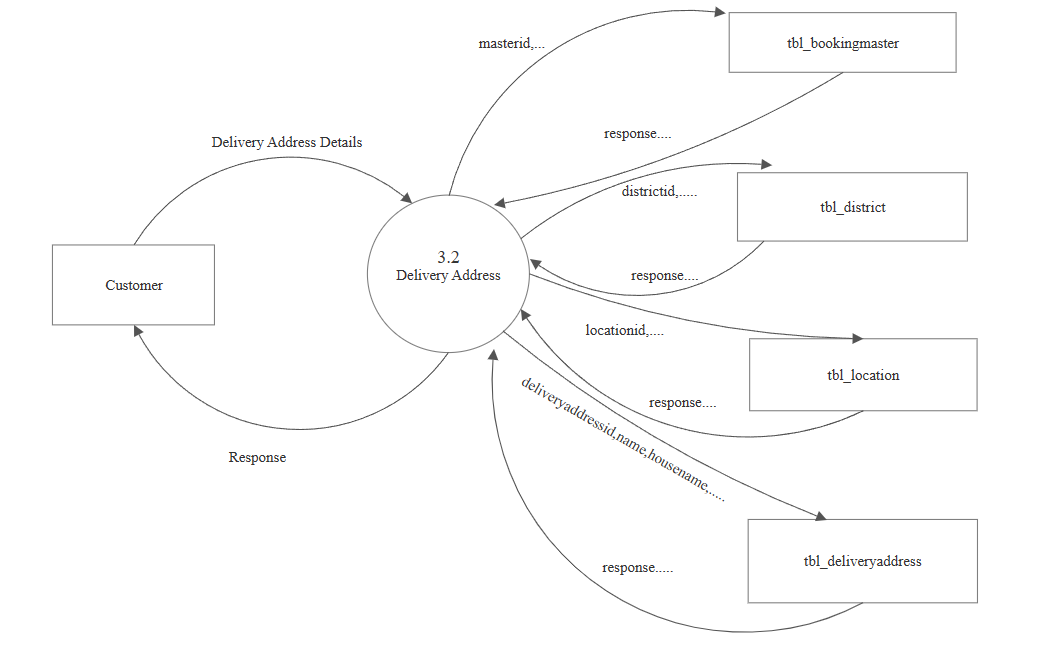 masterid,...
tbl_bookingmaster
response....
Delivery Address Details
districtid,.....
tbl_district
3.2
Delivery Address
response....
Customer
locationid,....
tbl_location
response....
deliveryaddressid,name,housename,.....
Response
tbl_deliveryaddress
response.....